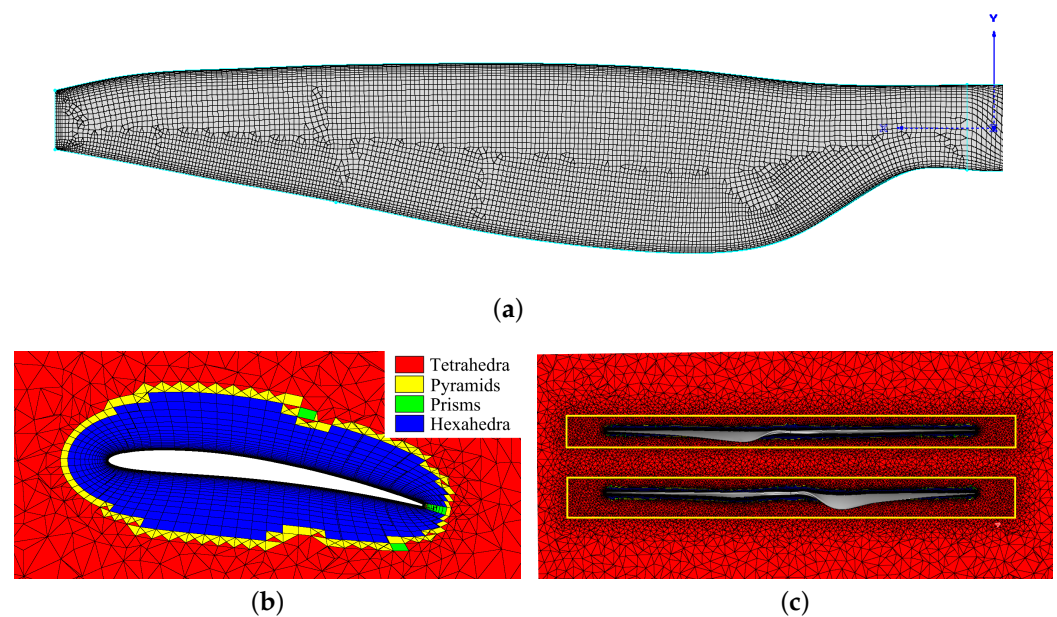 Y
X
(a)
Tetrahedra
Pyramids
Prisms
Hexahedra
(b)
(c)